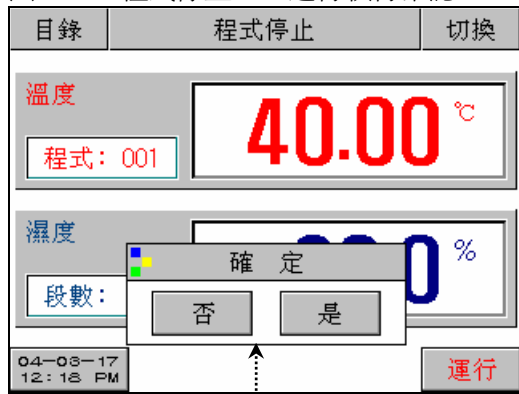 目錄 程式停止 切換
溫度
40.00 ℃
程式: 001
濕度
0 %
確 定
段數:
否 是
04-03-17
12:18 PM
運行